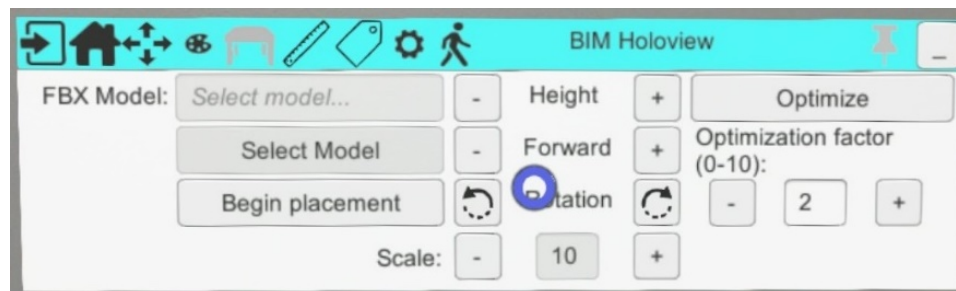 BIM Holoview
FBX Model: Select model... - Height + Optimize
Select Model - Forward + Optimization factor
(0-10):
Begin placement Rotation - 2 +
Scale: - 10 +